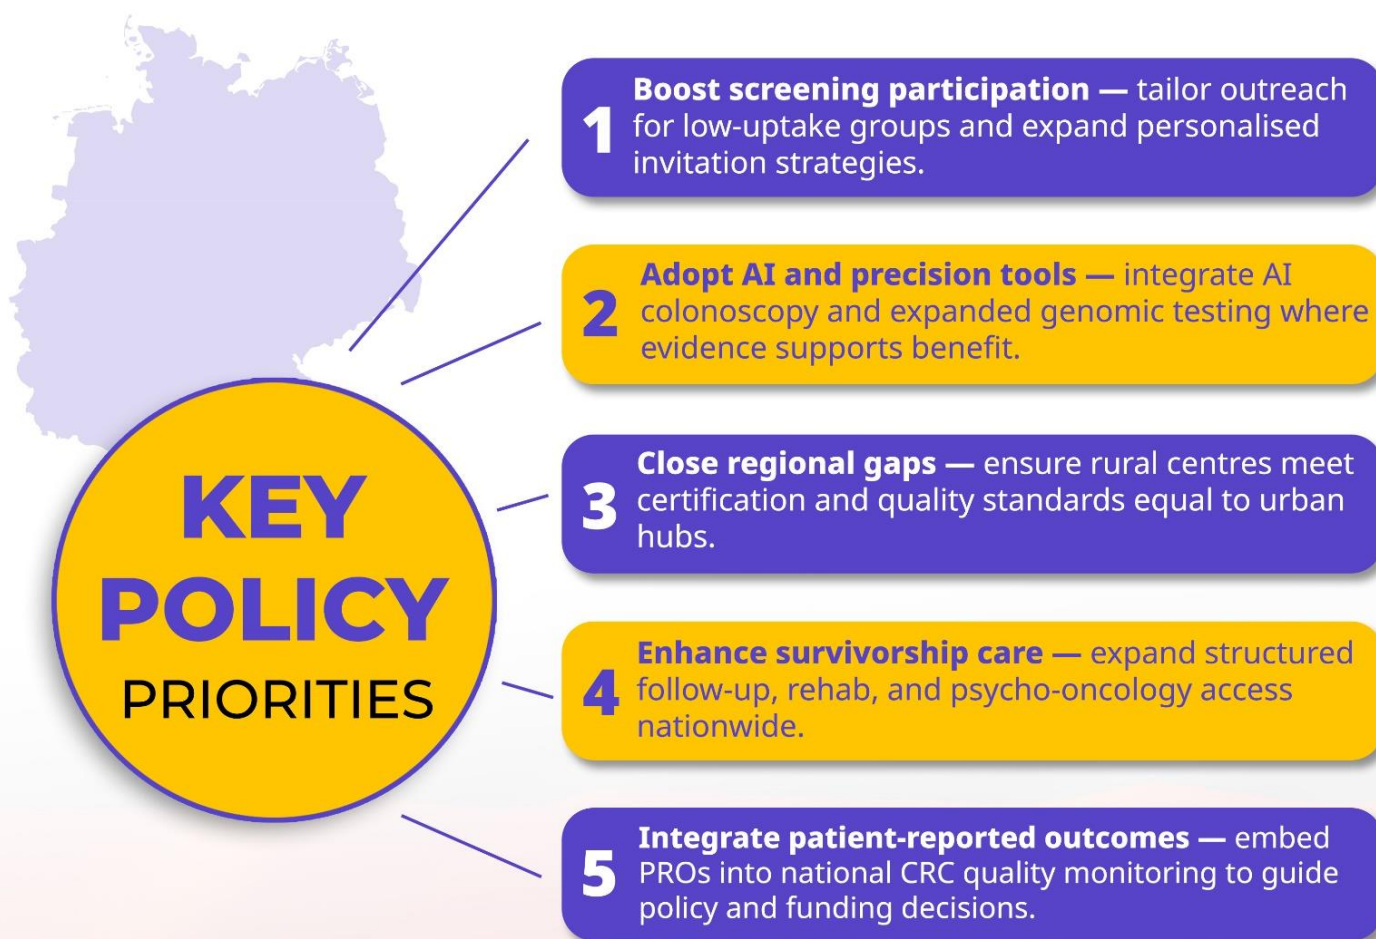 KEY
POLICY
PRIORITIES
1
Boost screening participation — tailor outreach
for low-uptake groups and expand personalised
invitation strategies.
2
Adopt AI and precision tools — integrate AI
colonoscopy and expanded genomic testing where
evidence supports benefit.
3
Close regional gaps — ensure rural centres meet
certification and quality standards equal to urban
hubs.
4
Enhance survivorship care — expand structured
follow-up, rehab, and psycho-oncology access
nationwide.
5
Integrate patient-reported outcomes — embed
PROs into national CRC quality monitoring to guide
policy and funding decisions.